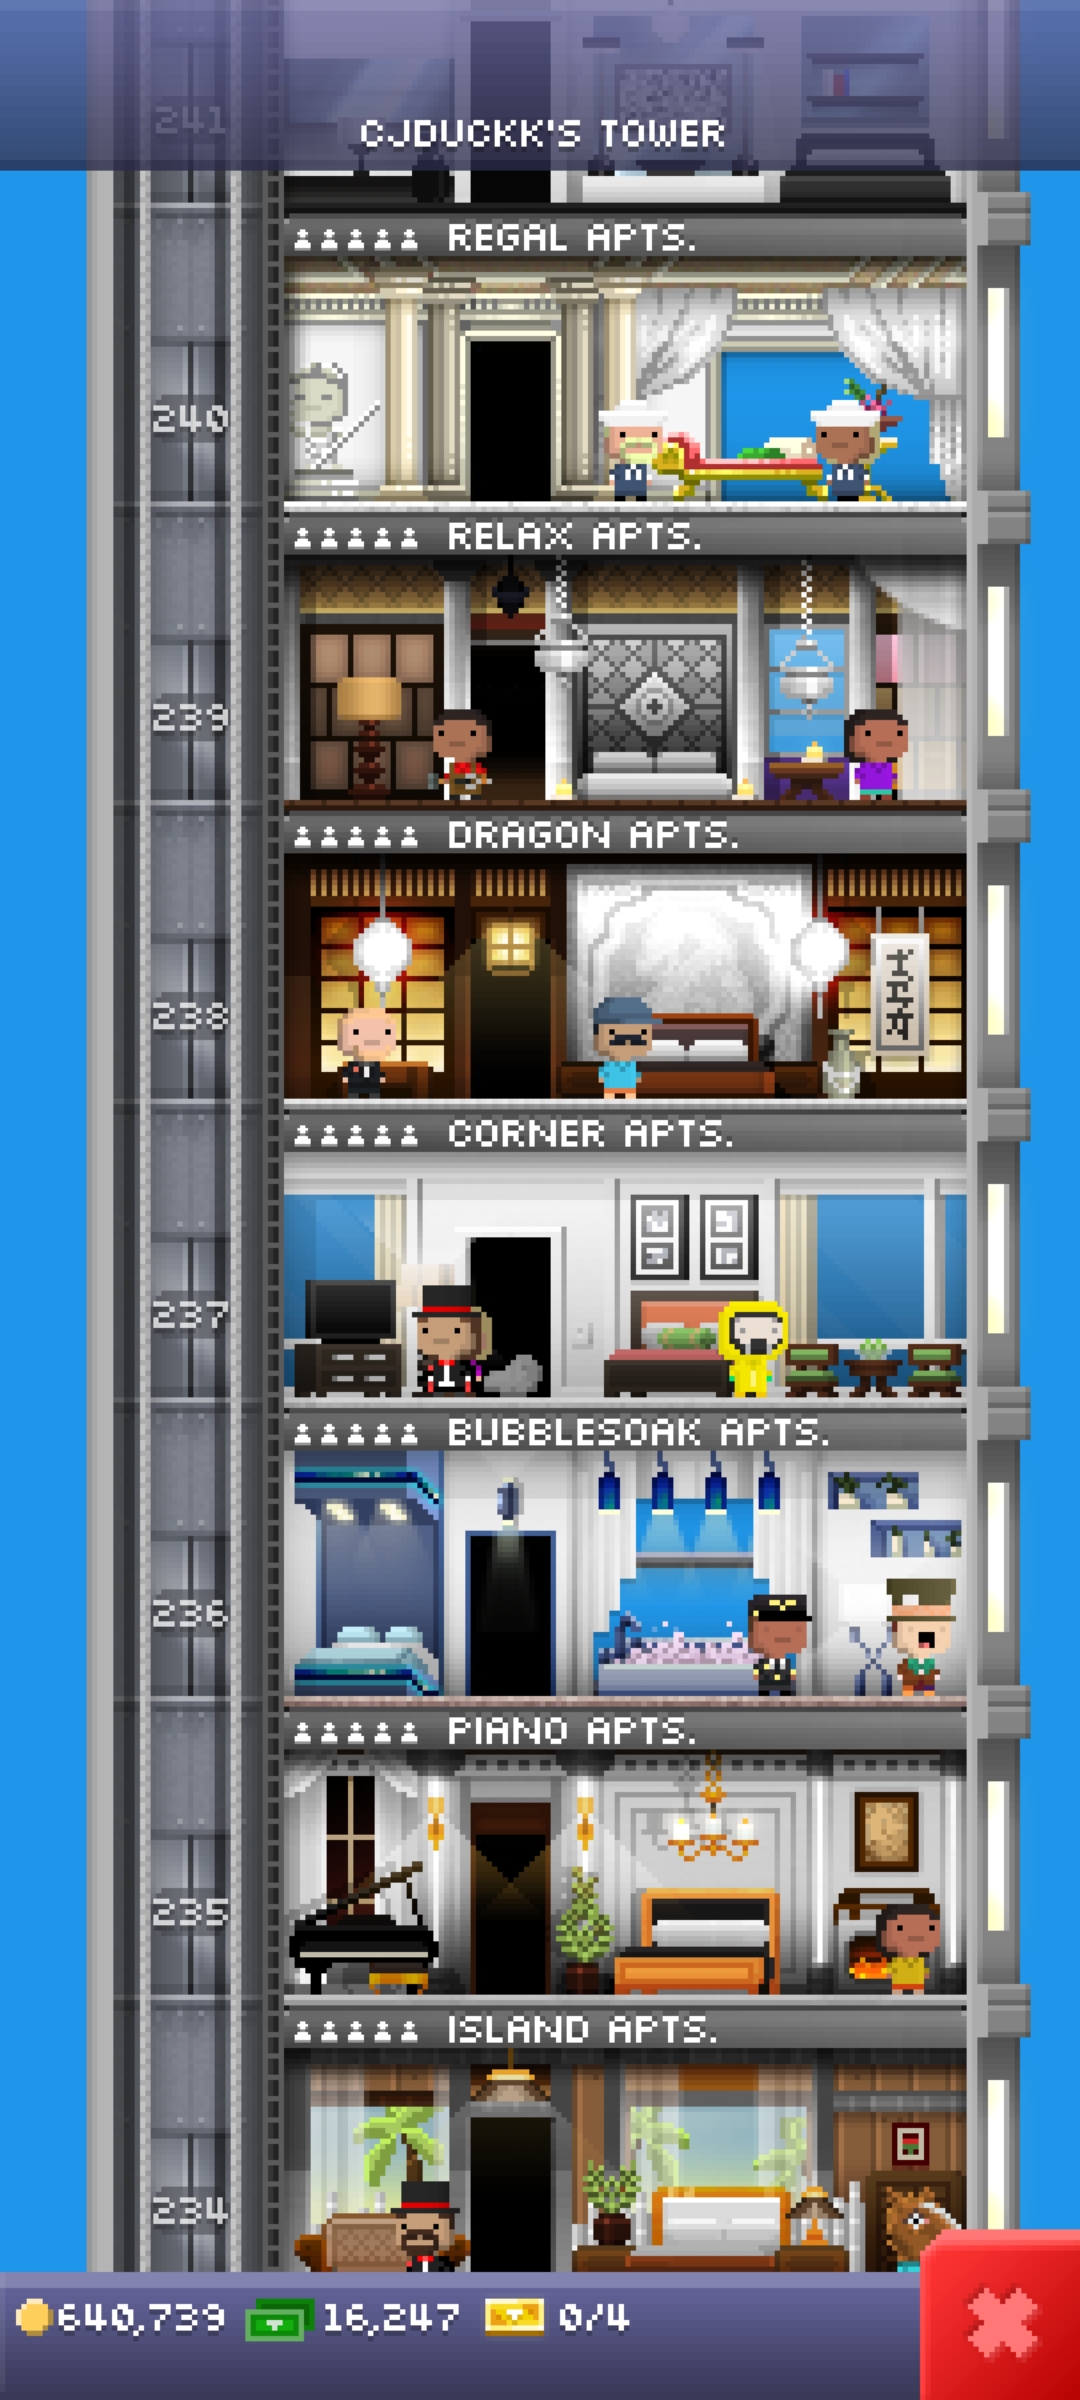 241
CJDUCKK'S TOWER
REGAL APTS.
240
RELAX APTS.
239
DRAGON APTS.
238
CORNER APTS.
237
BUBBLESOAK APTS.
236
PIANO APTS.
235
ISLAND APTS.
234
640,739 16,247 0/4